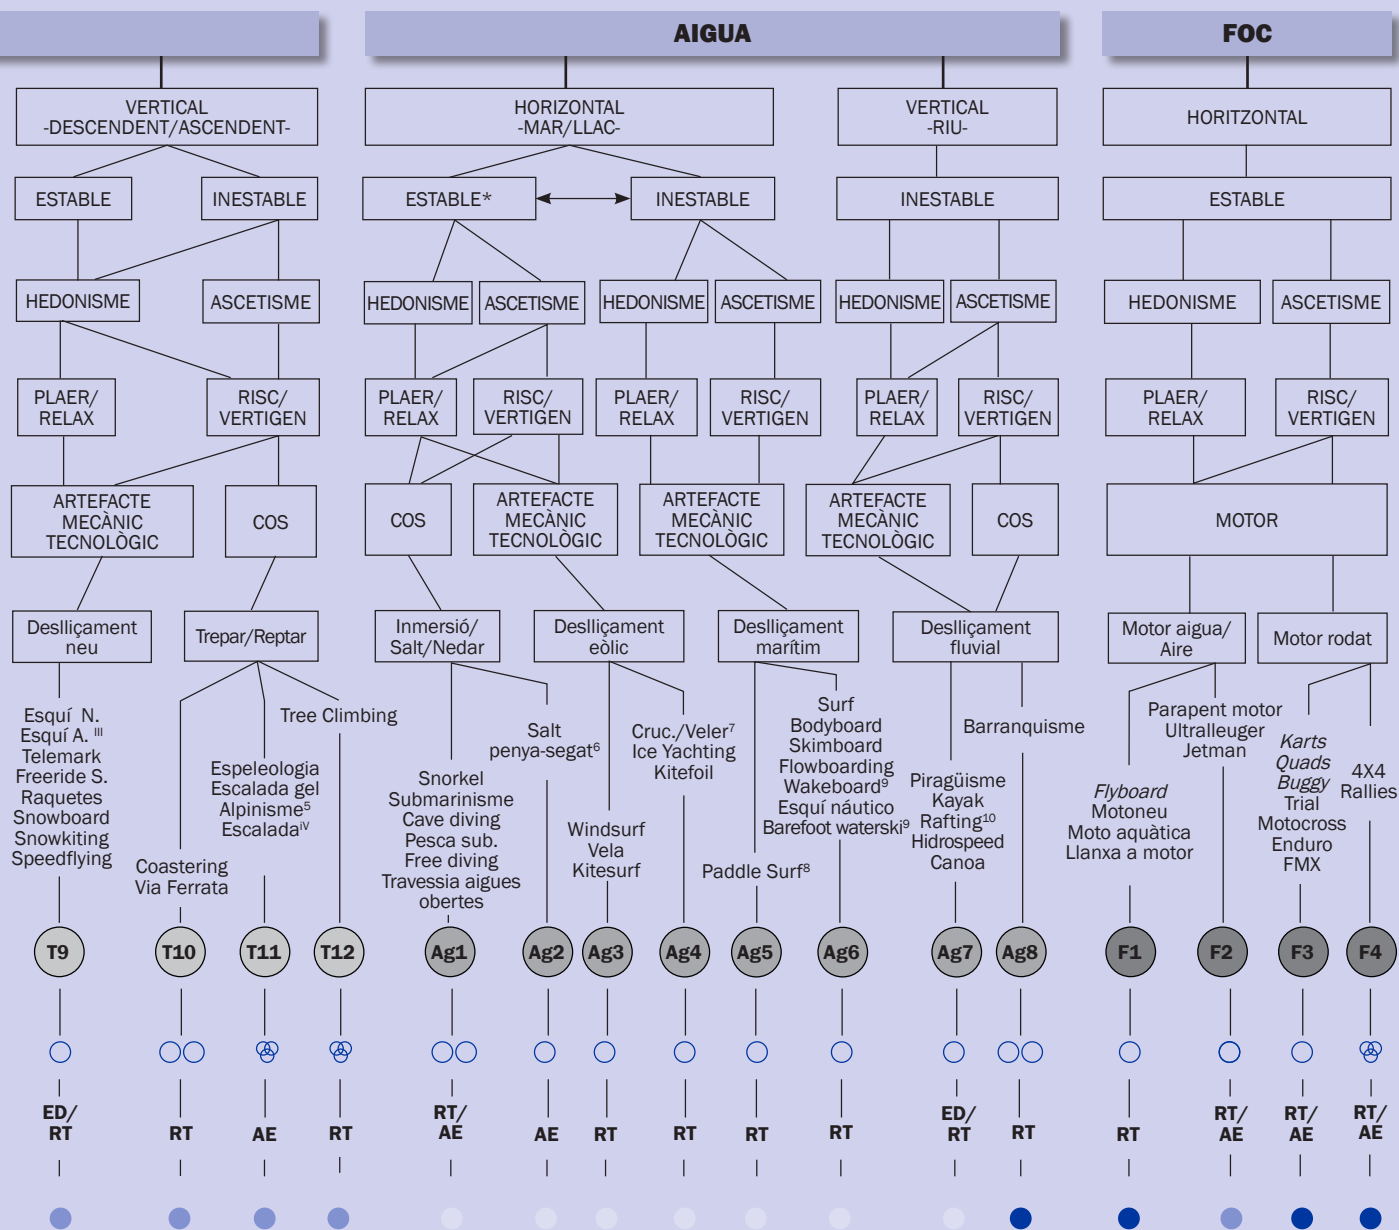 AIGUA
FOC
VERTICAL
-DESCENDENT/ASCENDENT-
HORIZONTAL
-MAR/LLAC-
VERTICAL
-RIU-
HORITZONTAL
ESTABLE
INESTABLE
ESTABLE*
INESTABLE
INESTABLE
ESTABLE
HEDONISME
ASCETISME
HEDONISME
ASCETISME
HEDONISME
ASCETISME
HEDONISME
ASCETISME
HEDONISME
ASCETISME
PLAER/
RELAX
RISC/
VERTIGEN
PLAER/
RELAX
RISC/
VERTIGEN
PLAER/
RELAX
RISC/
VERTIGEN
PLAER/
RELAX
RISC/
VERTIGEN
PLAER/
RELAX
RISC/
VERTIGEN
ARTEFACTE
MECÀNIC
TECNOLÒGIC
COS
COS
ARTEFACTE
MECÀNIC
TECNOLÒGIC
ARTEFACTE
MECÀNIC
TECNOLÒGIC
ARTEFACTE
MECÀNIC
TECNOLÒGIC
COS
MOTOR
Deslliçament
neu
Trepar/Reptar
Inmersió/
Salt/Nedar
Deslliçament
eòlic
Deslliçament
marítim
Deslliçament
fluvial
Motor aigua/
Aire
Motor rodat
Esquí N.
Esquí A. III
Telemark
Freeride S.
Raquetes
Snowboard
Snowkiting
Speedflying
Coastering
Via Ferrata
Espeleologia
Escalada gel
Alpinisme5
EscaladaiV
Tree Climbing
Snorkel
Submarinisme
Cave diving
Pesca sub.
Free diving
Travessia aigues
obertes
Salt
penya-segat6
Windsurf
Vela
Kitesurf
Cruc./Veler7
Ice Yachting
Kitefoil
Paddle Surf8
Surf
Bodyboard
Skimboard
Flowboarding
Wakeboard9
Esquí náutico
Barefoot waterski9
Piragüisme
Kayak
Rafting10
Hidrospeed
Canoa
Barranquisme
Flyboard
Motoneu
Moto aquàtica
Llanxa a motor
Parapent motor
Ultralleuger
Jetman
Karts
Quads
Buggy
Trial
Motocross
Enduro
FMX
4X4
Rallies
T9
T10
T11
T12
Ag1
Ag2
Ag3
Ag4
Ag5
Ag6
Ag7
Ag8
F1
F2
F3
F4
ED/
RT
RT
AE
RT
RT/
AE
AE
RT
RT
RT
RT
ED/
RT
RT
RT
RT/
AE
RT/
AE
RT/
AE